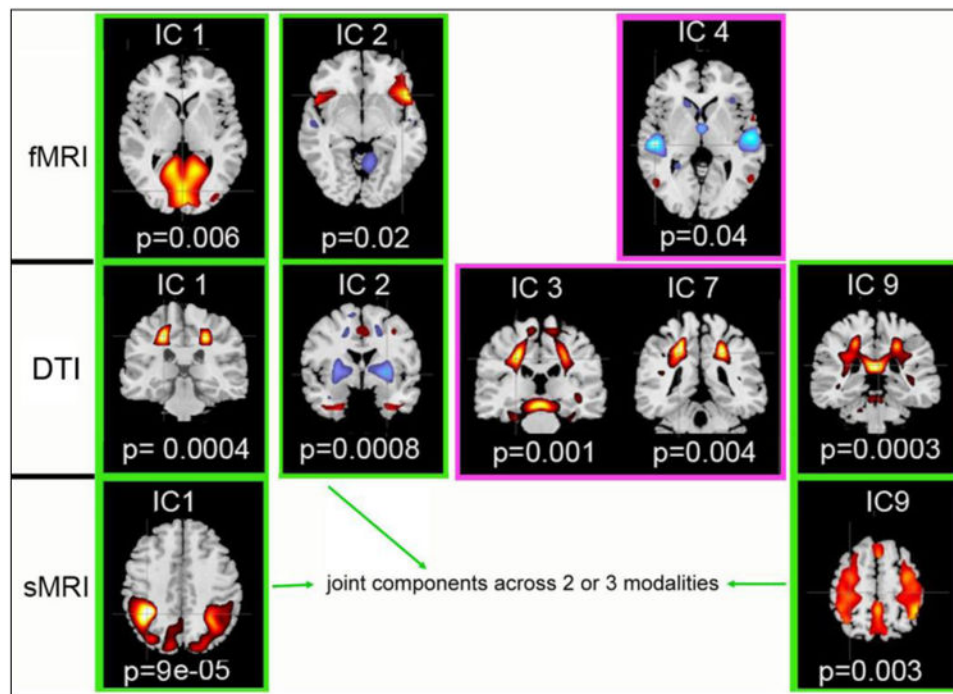 IC 1
IC 2
IC 4
fMRI
p=0.006
p=0.02
p=0.04
IC 1
IC 2
IC 3
IC 7
IC 9
DTI
p= 0.0004
p=0.0008
p=0.001
p=0.004
p=0.0003
IC1
IC9
sMRI
joint components across 2 or 3 modalities
p=9e-05
p=0.003